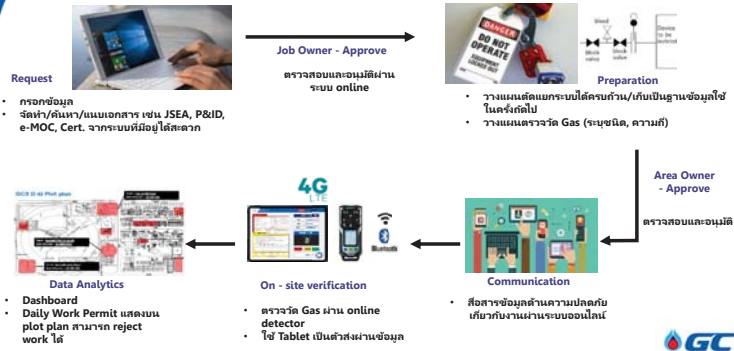 Request
• กรอกข้อมูล
• จัดทำ/ค้นหา/แนบเอกสาร เช่น JSEA, P&ID,
e-MOC, Cert. จากระบบที่มีอยู่ได้สะดวก
Job Owner - Approve
ตรวจสอบและอนุมัติผ่าน
ระบบ online
DANGER
DO NOT
OPERATE
EQUIPMENT
LOCKED OUT
bleed
Block
valve
block
valve
Device
to be
Preparation
• วางแผนตัดแยกระบบได้ครบถ้วน/เก็บเป็นฐานข้อมูลใช้
ในครั้งถัดไป
• วางแผนตรวจวัด Gas (ระบุชนิด, ความถี่)
Area Owner
- Approve
ตรวจสอบและอนุมัติ
Communication
• สื่อสารข้อมูลด้านความปลอดภัย
เกี่ยวกับงานผ่านระบบออนไลน์
4G
LTE
Bluetooth
On - site verification
• ตรวจวัด Gas ผ่าน online
detector
• ใช้ Tablet เป็นตัวส่งผ่านข้อมูล
Plot plan
Data Analytics
• Dashboard
• Daily Work Permit แสดงบน
plot plan สามารถ reject
work ได้
GC